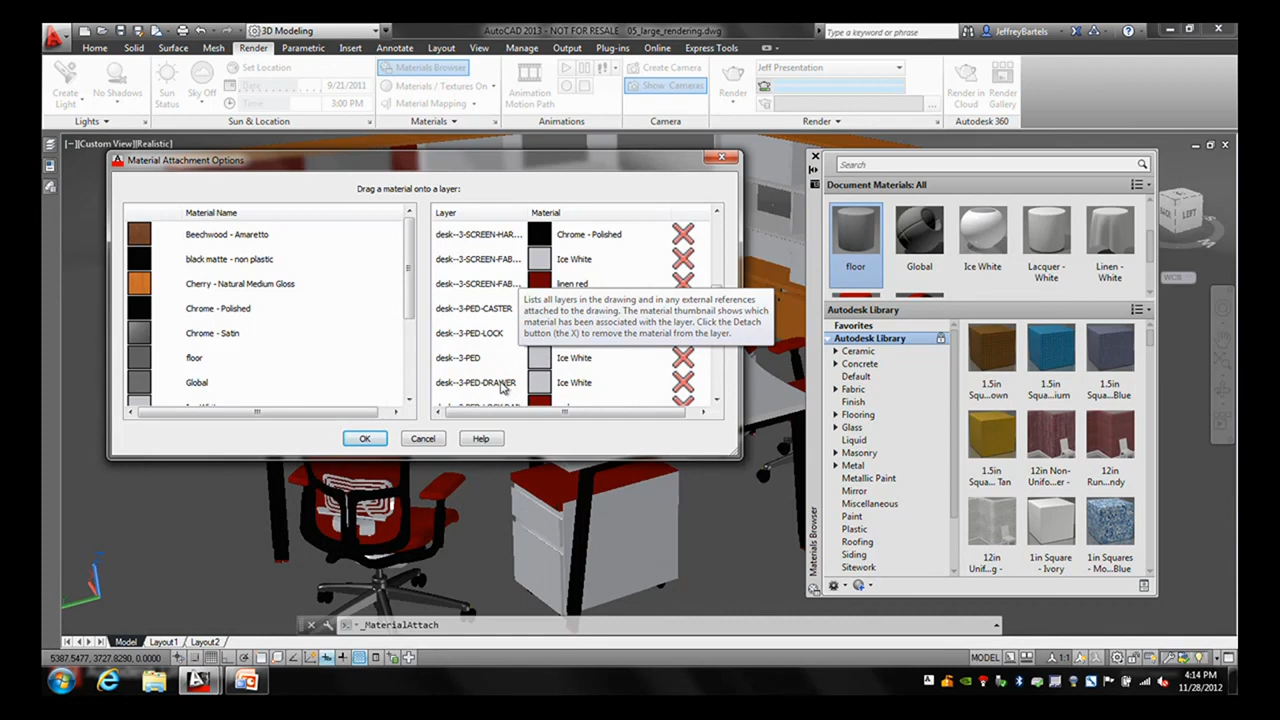 3D Modeling
AutoCAD 2013 - NOT FOR RESALE 05_large_rendering.dwg
Type a keyword or phrase
JeffreyBartels
Home Solid Surface Mesh Render Parametric Insert Annotate Layout View Manage Output Plug-ins Online Express Tools
Create Light
No Shadows
Sun Status
Sky Off
Set Location
Date 9/21/2011
Time 3:00 PM
Materials Browser
Materials / Textures On
Material Mapping
Animation Motion Path
Create Camera
Show Cameras
Render
Jeff Presentation
Render in Cloud
Render Gallery
Lights Sun & Location Materials Animations Camera Render Autodesk 360
[−][Custom View][Realistic]
Material Attachment Options
Drag a material onto a layer:
Material Name
Beechwood - Amaretto
black matte - non plastic
Cherry - Natural Medium Gloss
Chrome - Polished
Chrome - Satin
floor
Global
Layer Material
desk--3-SCREEN-HAR... Chrome - Polished
desk--3-SCREEN-FAB... Ice White
desk--3-SCREEN-FAB... linen red
desk--3-PED-CASTER
desk--3-PED-LOCK
desk--3-PED Ice White
desk--3-PED-DRAWER Ice White
Lists all layers in the drawing and in any external references
attached to the drawing. The material thumbnail shows which
material has been associated with the layer. Click the Detach
button (the X) to remove the material from the layer.
OK Cancel Help
Search
Document Materials: All
floor
Global
Ice White
Lacquer - White
Linen - White
Autodesk Library
Favorites
Autodesk Library
Ceramic
Concrete
Default
Fabric
Finish
Flooring
Glass
Liquid
Masonry
Metal
Metallic Paint
Mirror
Miscellaneous
Paint
Plastic
Roofing
Siding
Sitework
1.5in Squa...own
1.5in Squ...ium
1.5in Squ...Blue
1.5in Squa... Tan
12in Non-Unifo...er -
12in Run...ndy
12in Unif...g -
1in Square - Ivory
1in Squares - Mo...Blue
Materials Browser
BACK LEFT
WCS
_MaterialAttach
Model Layout1 Layout2
5387.5477, 3727.8290, 0.0000
MODEL
1:1
4:14 PM
11/28/2012